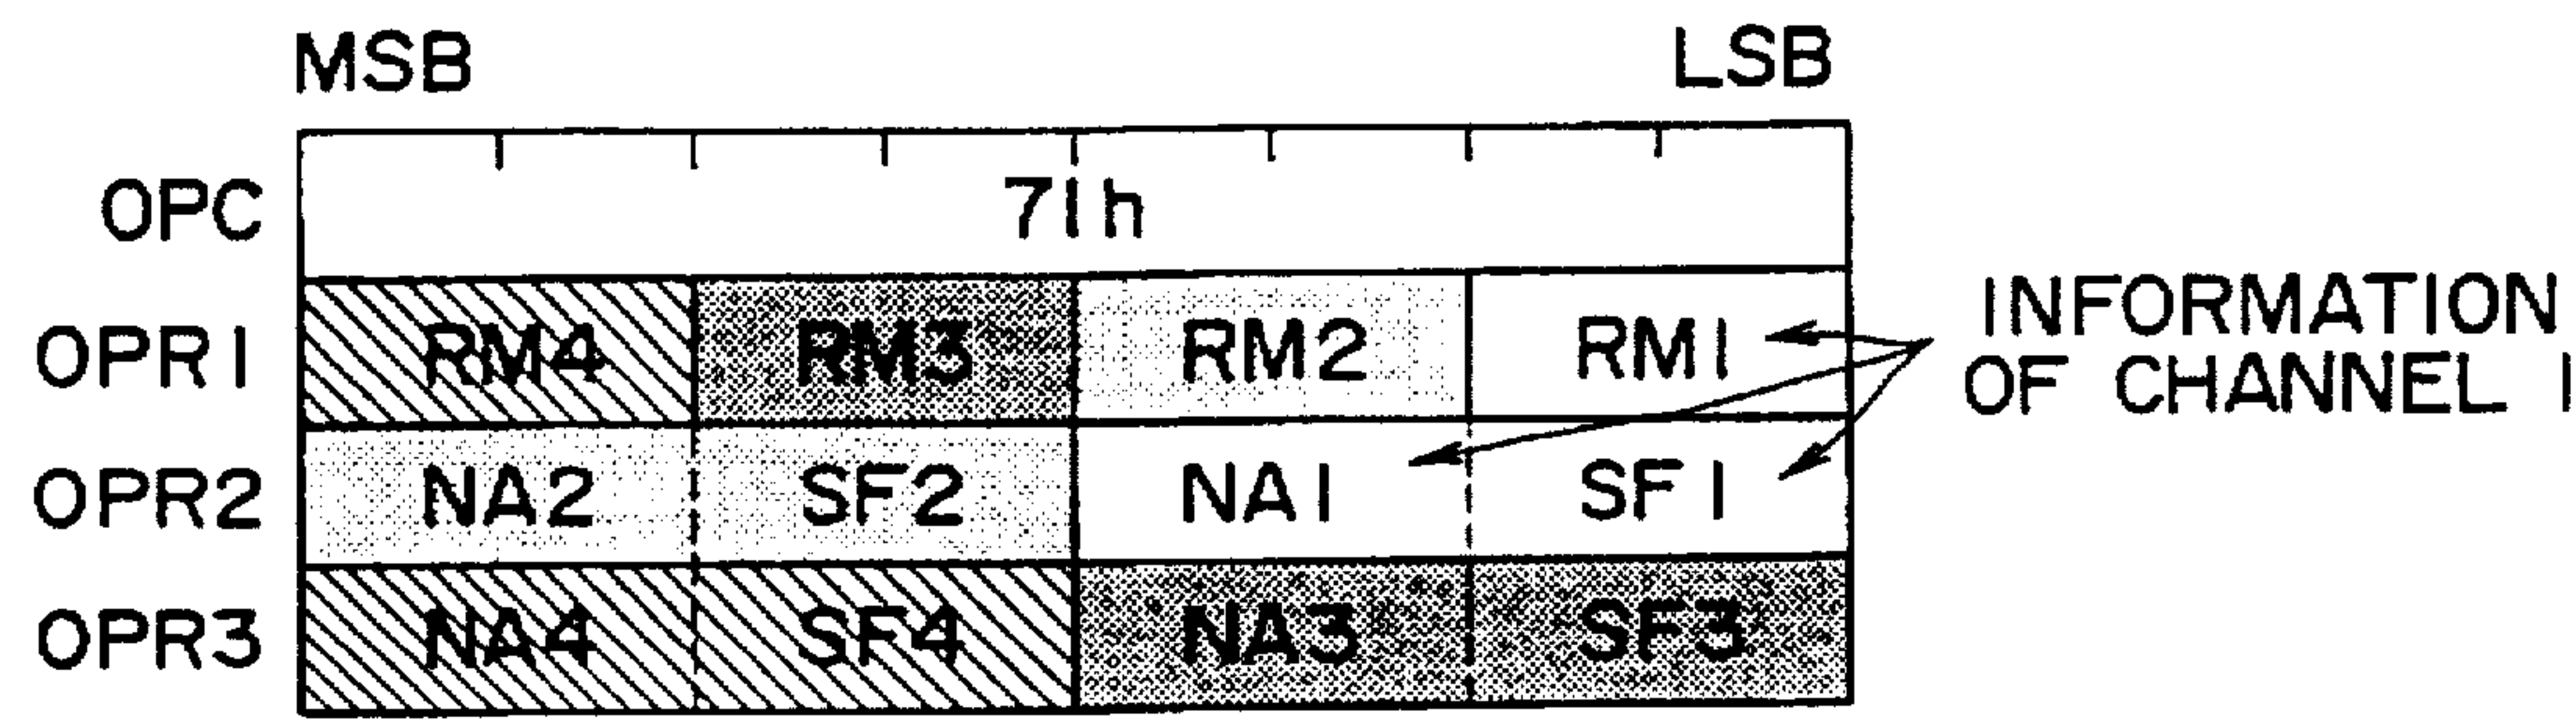 MSB LSB
OPC 71h
OPR1 RM4 RM3 RM2 RM1
INFORMATION
OF CHANNEL 1
OPR2 NA2 SF2 NA1 SF1
OPR3 NA4 SF4 NA3 SF3